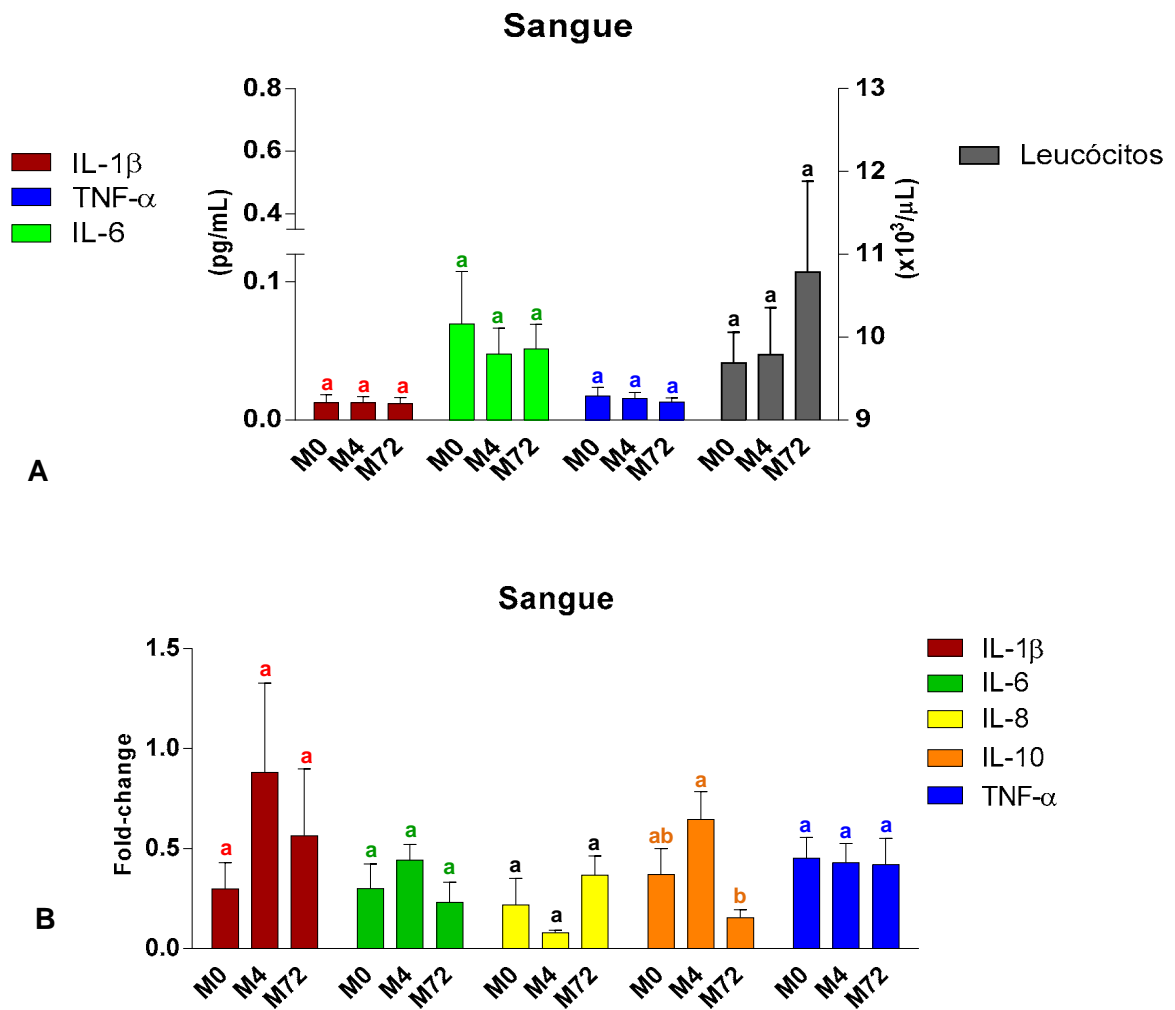 Sangue
IL-1β
TNF-α
IL-6
(pg/mL)
0.8
0.6
0.4
0.1
0.0
a a a
a a a
a a a
a a a
M0 M4 M72
M0 M4 M72
M0 M4 M72
M0 M4 M72
13
12
11
10
9
(x10³/μL)
Leucócitos
A
Sangue
Fold-change
1.5
1.0
0.5
0.0
a a a
a a a
a a a
ab a b
a a a
M0 M4 M72
M0 M4 M72
M0 M4 M72
M0 M4 M72
M0 M4 M72
IL-1β
IL-6
IL-8
IL-10
TNF-α
B